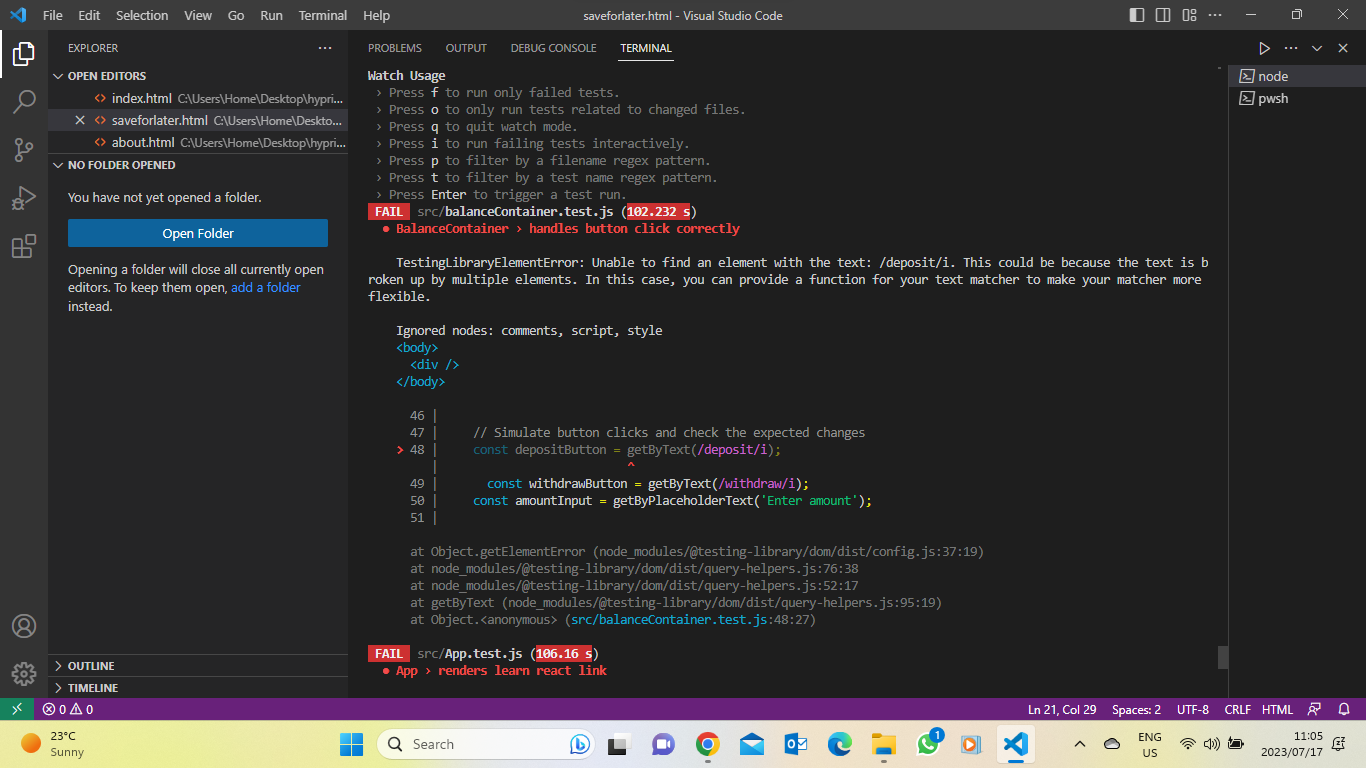 File Edit Selection View Go Run Terminal Help
saveforlater.html - Visual Studio Code
EXPLORER
OPEN EDITORS
index.html C:\Users\Home\Desktop\hypri...
saveforlater.html C:\Users\Home\Deskto...
about.html C:\Users\Home\Desktop\hypri...
NO FOLDER OPENED
You have not yet opened a folder.
Open Folder
Opening a folder will close all currently open
editors. To keep them open, add a folder
instead.
OUTLINE
TIMELINE
PROBLEMS OUTPUT DEBUG CONSOLE TERMINAL
Watch Usage
› Press f to run only failed tests.
› Press o to only run tests related to changed files.
› Press q to quit watch mode.
› Press i to run failing tests interactively.
› Press p to filter by a filename regex pattern.
› Press t to filter by a test name regex pattern.
› Press Enter to trigger a test run.
FAIL src/balanceContainer.test.js (102.232 s)
● BalanceContainer › handles button click correctly
TestingLibraryElementError: Unable to find an element with the text: /deposit/i. This could be because the text is b
roken up by multiple elements. In this case, you can provide a function for your text matcher to make your matcher more
flexible.
Ignored nodes: comments, script, style
<body>
<div />
</body>
46 |
47 | // Simulate button clicks and check the expected changes
> 48 | const depositButton = getByText(/deposit/i);
| ^
49 | const withdrawButton = getByText(/withdraw/i);
50 | const amountInput = getByPlaceholderText('Enter amount');
51 |
at Object.getElementError (node_modules/@testing-library/dom/dist/config.js:37:19)
at node_modules/@testing-library/dom/dist/query-helpers.js:76:38
at node_modules/@testing-library/dom/dist/query-helpers.js:52:17
at getByText (node_modules/@testing-library/dom/dist/query-helpers.js:95:19)
at Object.<anonymous> (src/balanceContainer.test.js:48:27)
FAIL src/App.test.js (106.16 s)
● App › renders learn react link
node
pwsh
0 0
Ln 21, Col 29 Spaces: 2 UTF-8 CRLF HTML
23°C
Sunny
Search
1
ENG
US
11:05
2023/07/17